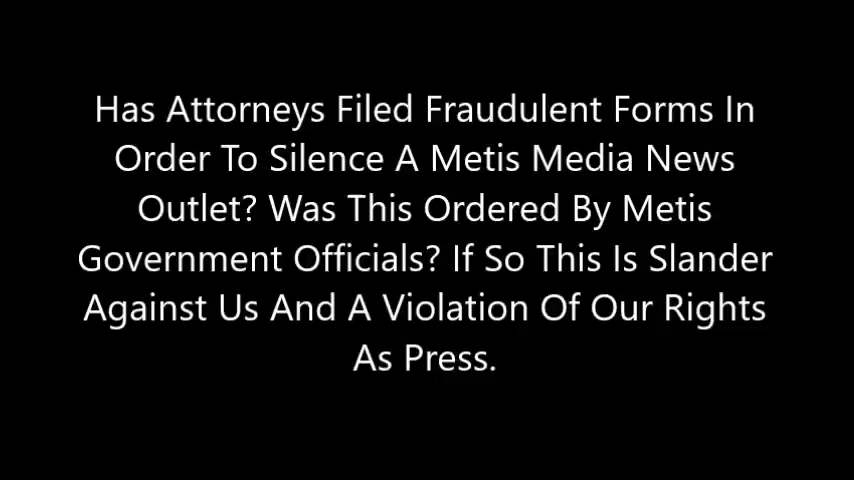 Has Attorneys Filed Fraudulent Forms In
Order To Silence A Metis Media News
Outlet? Was This Ordered By Metis
Government Officials? If So This Is Slander
Against Us And A Violation Of Our Rights
As Press.